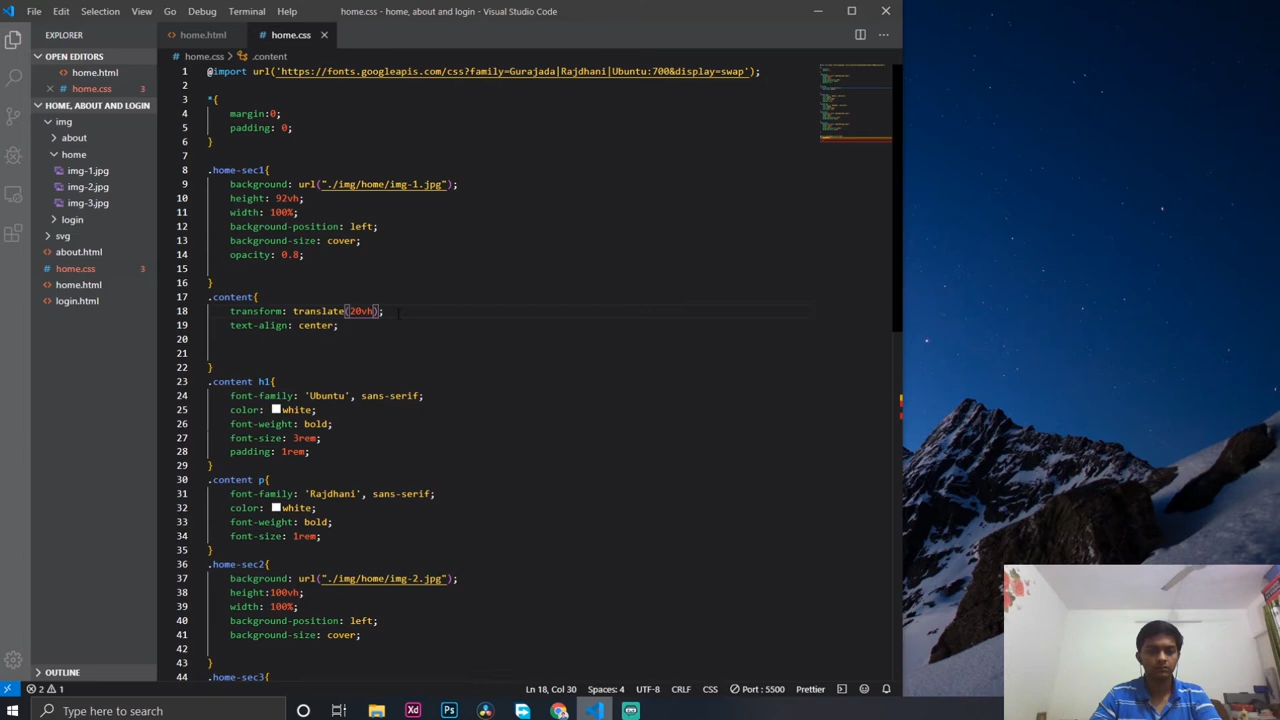 File Edit Selection View Go Debug Terminal Help
home.css - home, about and login - Visual Studio Code
EXPLORER
home.html
home.css
OPEN EDITORS
home.html
home.css 3
HOME, ABOUT AND LOGIN
img
about
home
img-1.jpg
img-2.jpg
img-3.jpg
login
svg
about.html
home.css 3
home.html
login.html
OUTLINE
# home.css > .content
1 @import url('https://fonts.googleapis.com/css?family=Gurajada|Rajdhani|Ubuntu:700&display=swap');
2
3 *{
4 margin:0;
5 padding: 0;
6 }
7
8 .home-sec1{
9 background: url("./img/home/img-1.jpg");
10 height: 92vh;
11 width: 100%;
12 background-position: left;
13 background-size: cover;
14 opacity: 0.8;
15
16 }
17 .content{
18 transform: translate(20vh);
19 text-align: center;
20
21
22 }
23 .content h1{
24 font-family: 'Ubuntu', sans-serif;
25 color: white;
26 font-weight: bold;
27 font-size: 3rem;
28 padding: 1rem;
29 }
30 .content p{
31 font-family: 'Rajdhani', sans-serif;
32 color: white;
33 font-weight: bold;
34 font-size: 1rem;
35 }
36 .home-sec2{
37 background: url("./img/home/img-2.jpg");
38 height:100vh;
39 width: 100%;
40 background-position: left;
41 background-size: cover;
42
43 }
44 .home-sec3{
2 1
Ln 18, Col 30 Spaces: 4 UTF-8 CRLF CSS Port : 5500 Prettier
Type here to search
Xd Ps